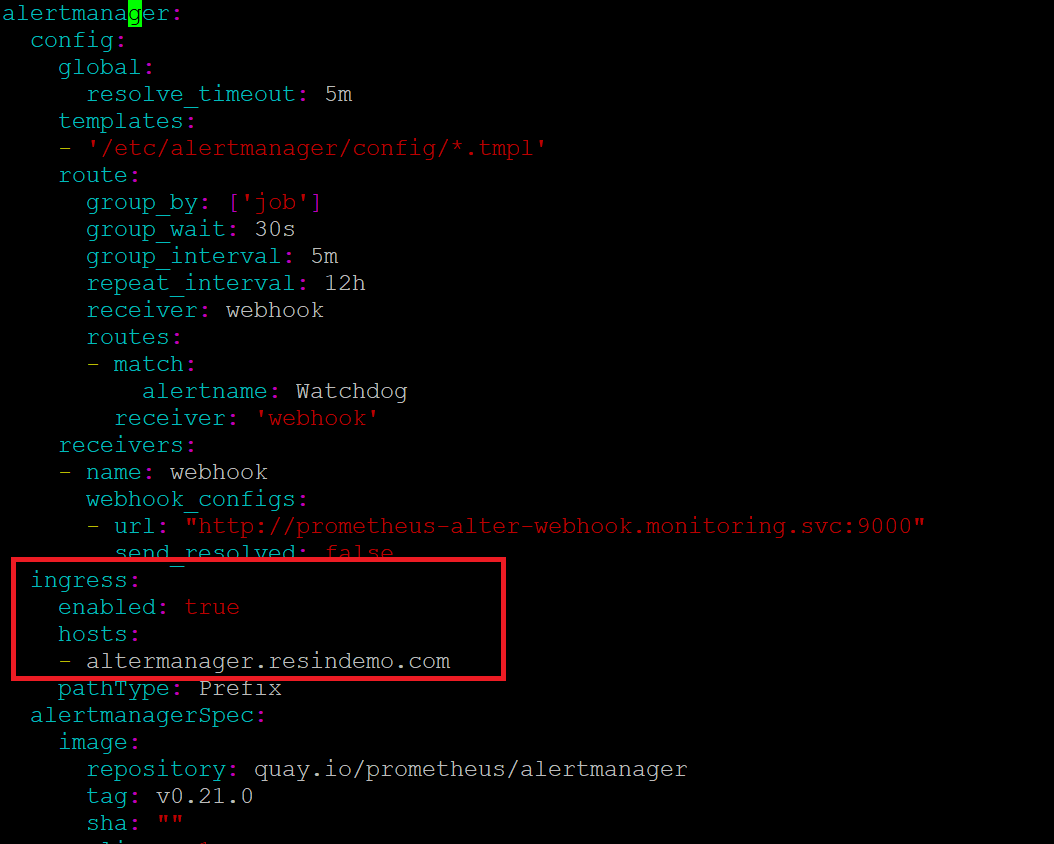 alertmanager:
  config:
    global:
      resolve_timeout: 5m
    templates:
    - '/etc/alertmanager/config/*.tmpl'
    route:
      group_by: ['job']
      group_wait: 30s
      group_interval: 5m
      repeat_interval: 12h
      receiver: webhook
      routes:
      - match:
          alertname: Watchdog
        receiver: 'webhook'
    receivers:
    - name: webhook
      webhook_configs:
      - url: "http://prometheus-alter-webhook.monitoring.svc:9000"
        send_resolved: false
  ingress:
    enabled: true
    hosts:
    - altermanager.resindemo.com
    pathType: Prefix
  alertmanagerSpec:
    image:
      repository: quay.io/prometheus/alertmanager
      tag: v0.21.0
      sha: ""